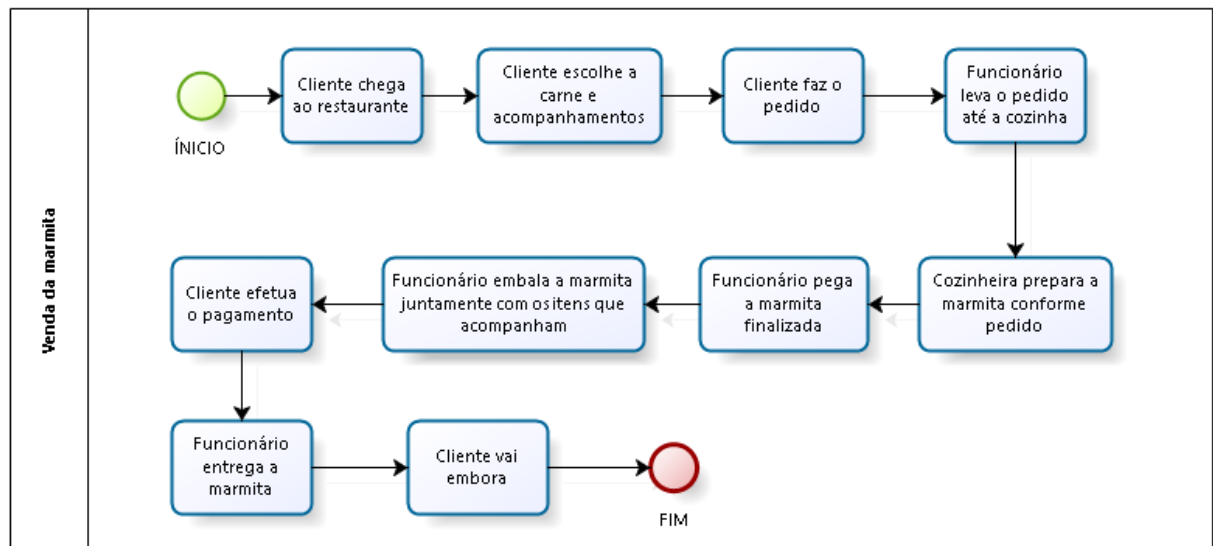 Venda da marmita
ÍNICIO
Cliente chega
ao restaurante
Cliente escolhe a
carne e
acompanhamentos
Cliente faz o
pedido
Funcionário
leva o pedido
até a cozinha
Cozinheira prepara a
marmita conforme
pedido
Funcionário pega
a marmita
finalizada
Funcionário embala a marmita
juntamente com os itens que
acompanham
Cliente efetua
o pagamento
Funcionário
entrega a
marmita
Cliente vai
embora
FIM